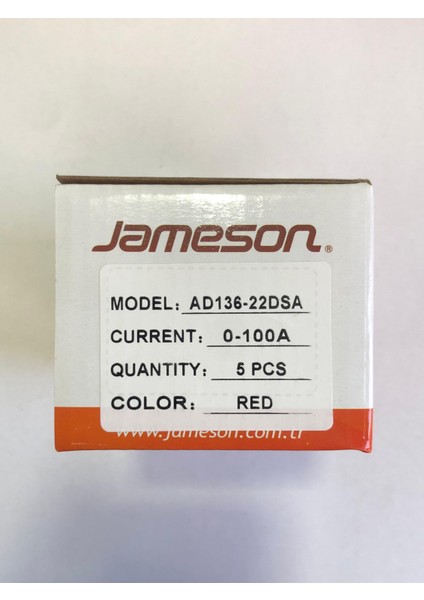 Jameson®
MODEL: AD136-22DSA
CURRENT: 0-100A
QUANTITY: 5 PCS
COLOR: RED
www.jameson.com.tr